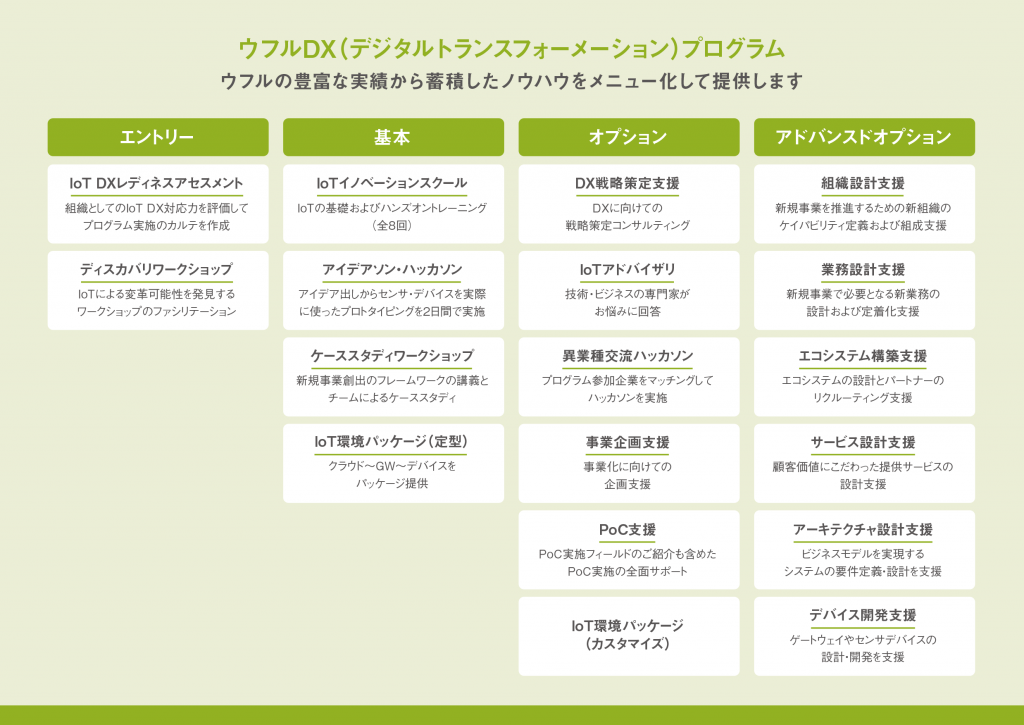 ウフルDX（デジタルトランスフォーメーション）プログラム
ウフルの豊富な実績から蓄積したノウハウをメニュー化して提供します
エントリー
IoT DXレディネスアセスメント
組織としてのIoT DX対応力を評価して
プログラム実施のカルテを作成
ディスカバリワークショップ
IoTによる変革可能性を発見する
ワークショップのファシリテーション
基本
IoTイノベーションスクール
IoTの基礎およびハンズオントレーニング
（全8回）
アイデアソン・ハッカソン
アイデア出しからセンサ・デバイスを実際
に使ったプロトタイピングを2日間で実施
ケーススタディワークショップ
新規事業創出のフレームワークの講義と
チームによるケーススタディ
IoT環境パッケージ（定型）
クラウド～GW～デバイスを
パッケージ提供
オプション
DX戦略策定支援
DXに向けての
戦略策定コンサルティング
IoTアドバイザリ
技術・ビジネスの専門家が
お悩みに回答
異業種交流ハッカソン
プログラム参加企業をマッチングして
ハッカソンを実施
事業企画支援
事業化に向けての
企画支援
PoC支援
PoC実施フィールドのご紹介も含めた
PoC実施の全面サポート
IoT環境パッケージ
（カスタマイズ）
アドバンスドオプション
組織設計支援
新規事業を推進するための新組織の
ケイパビリティ定義および組成支援
業務設計支援
新規事業で必要となる新業務の
設計および定着化支援
エコシステム構築支援
エコシステムの設計とパートナーの
リクルーティング支援
サービス設計支援
顧客価値にこだわった提供サービスの
設計支援
アーキテクチャ設計支援
ビジネスモデルを実現する
システムの要件定義・設計を支援
デバイス開発支援
ゲートウェイやセンサデバイスの
設計・開発を支援